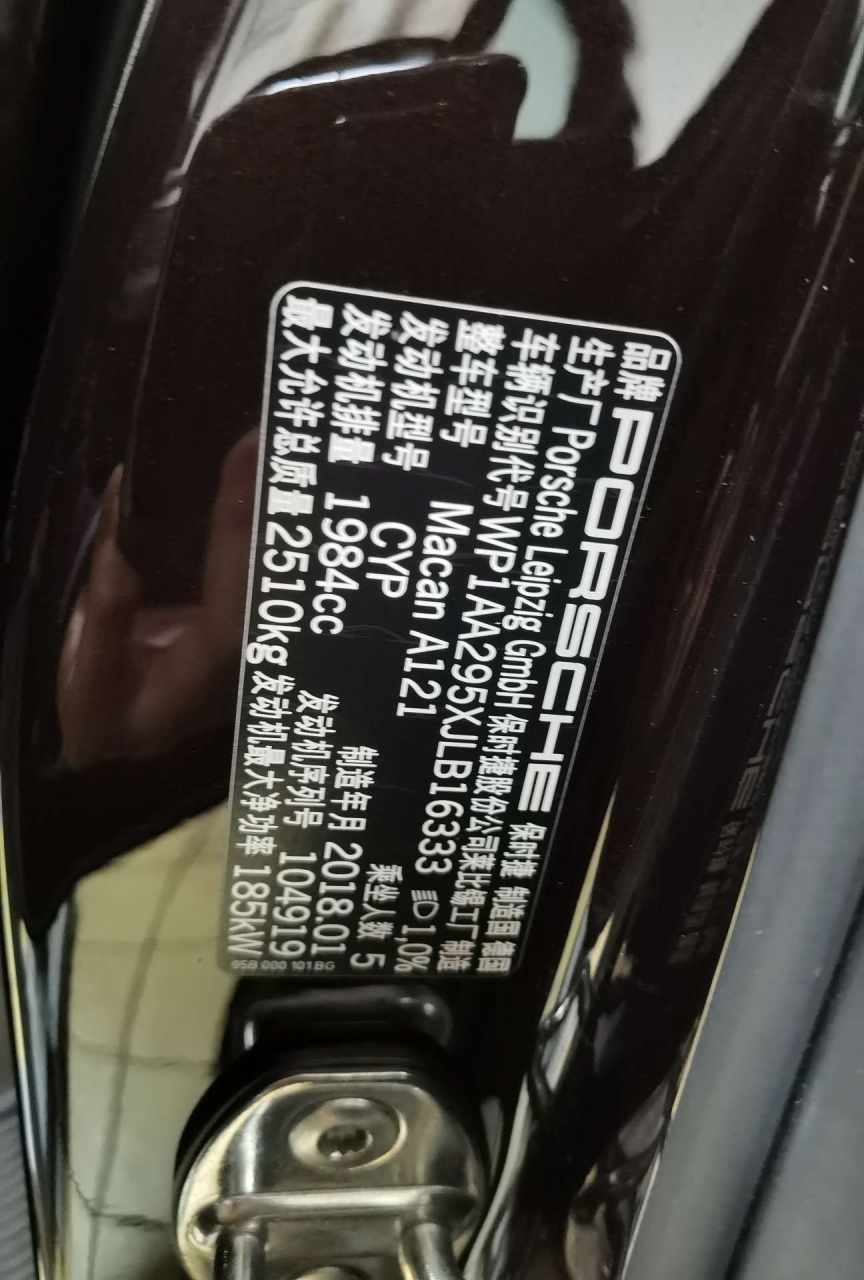 品牌 PORSCHE 保时捷 制造国 德国
生产厂 Porsche Leipzig GmbH 保时捷股份公司莱比锡工厂 制造
车辆识别代号 WP1AA295XJLB16333 1,0%
整车型号 Macan A121 乘坐人数 5
发动机型号 CYP 制造年月 2018.01
发动机排量 1984cc 发动机序列号 104919
最大允许总质量 2510kg 发动机最大净功率 185kW
95B.000.101 BG